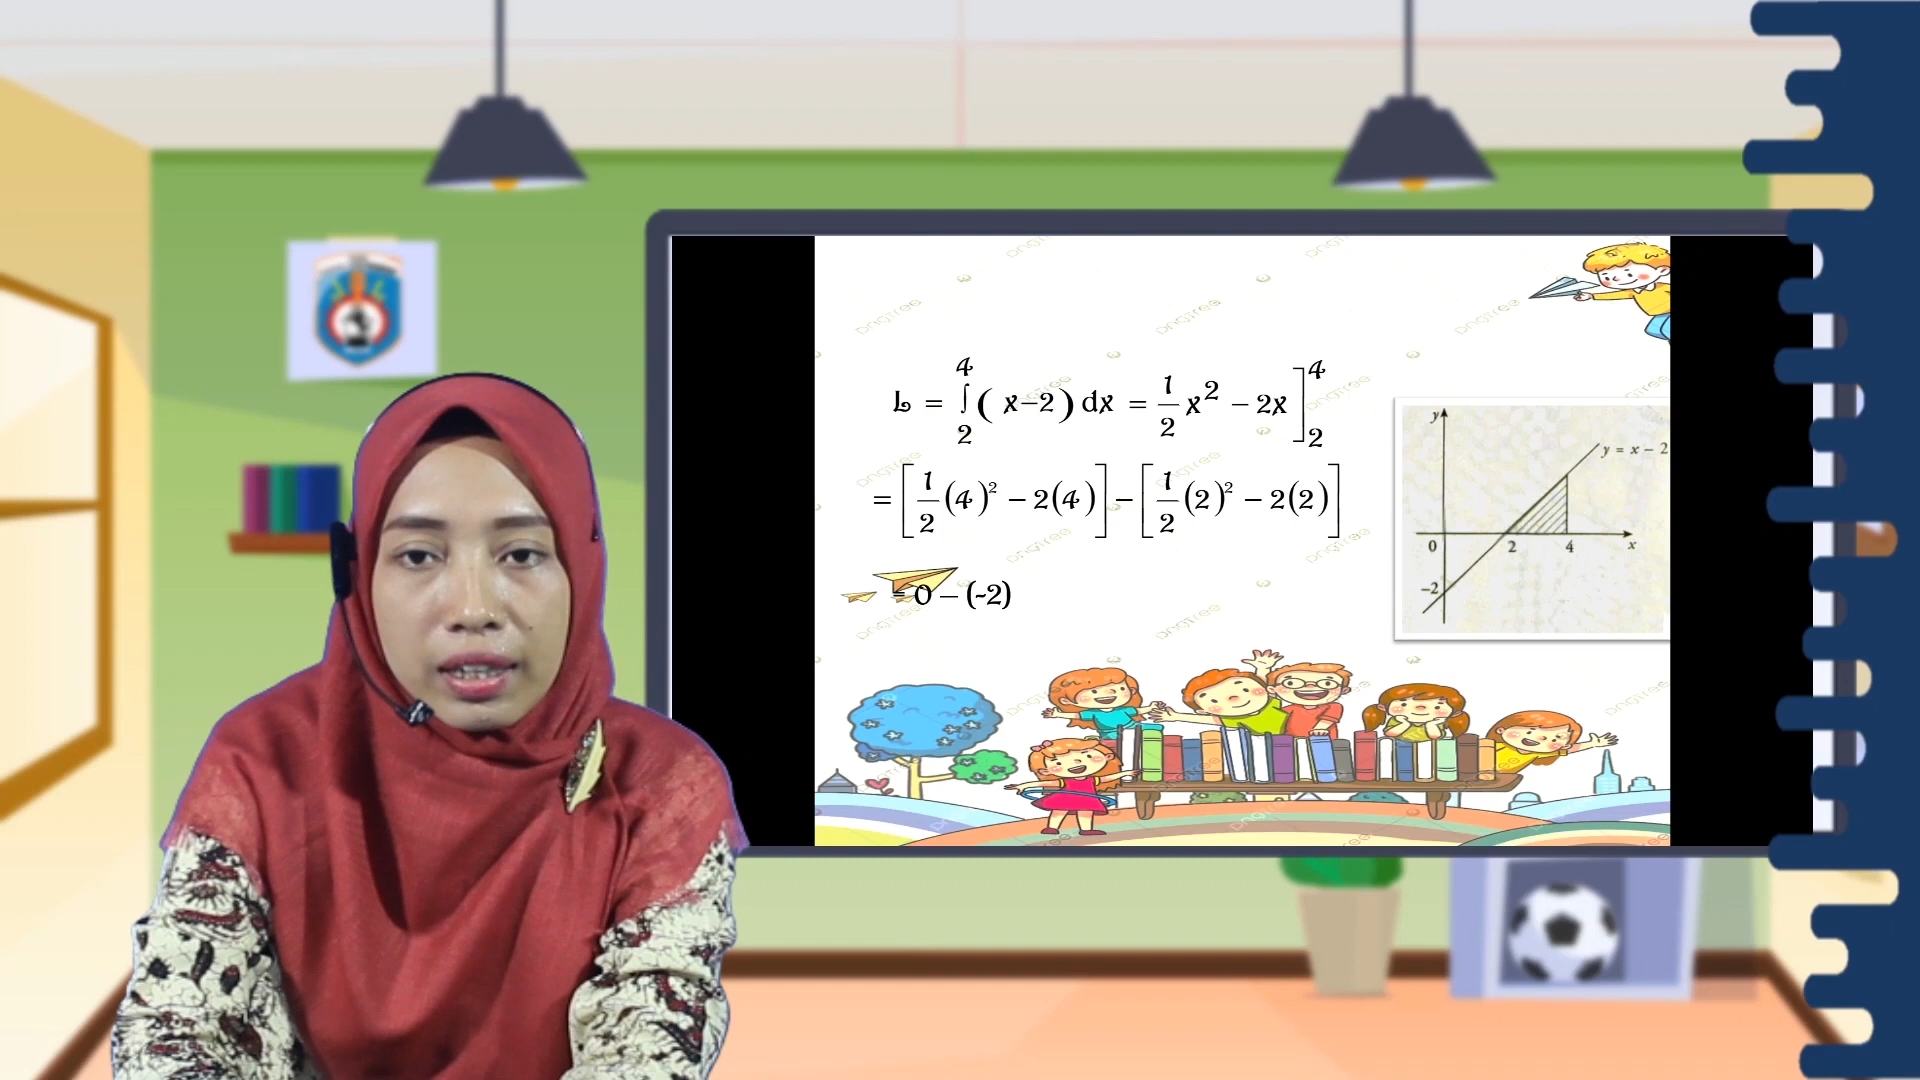 L = ∫₂⁴ ( x–2 ) dx = 1/2 x² – 2x ]₂⁴
= [ 1/2 (4)² – 2(4) ] – [ 1/2 (2)² – 2(2) ]
= 0 – (-2)
y
y = x – 2
0 2 4 x
–2
pngtree